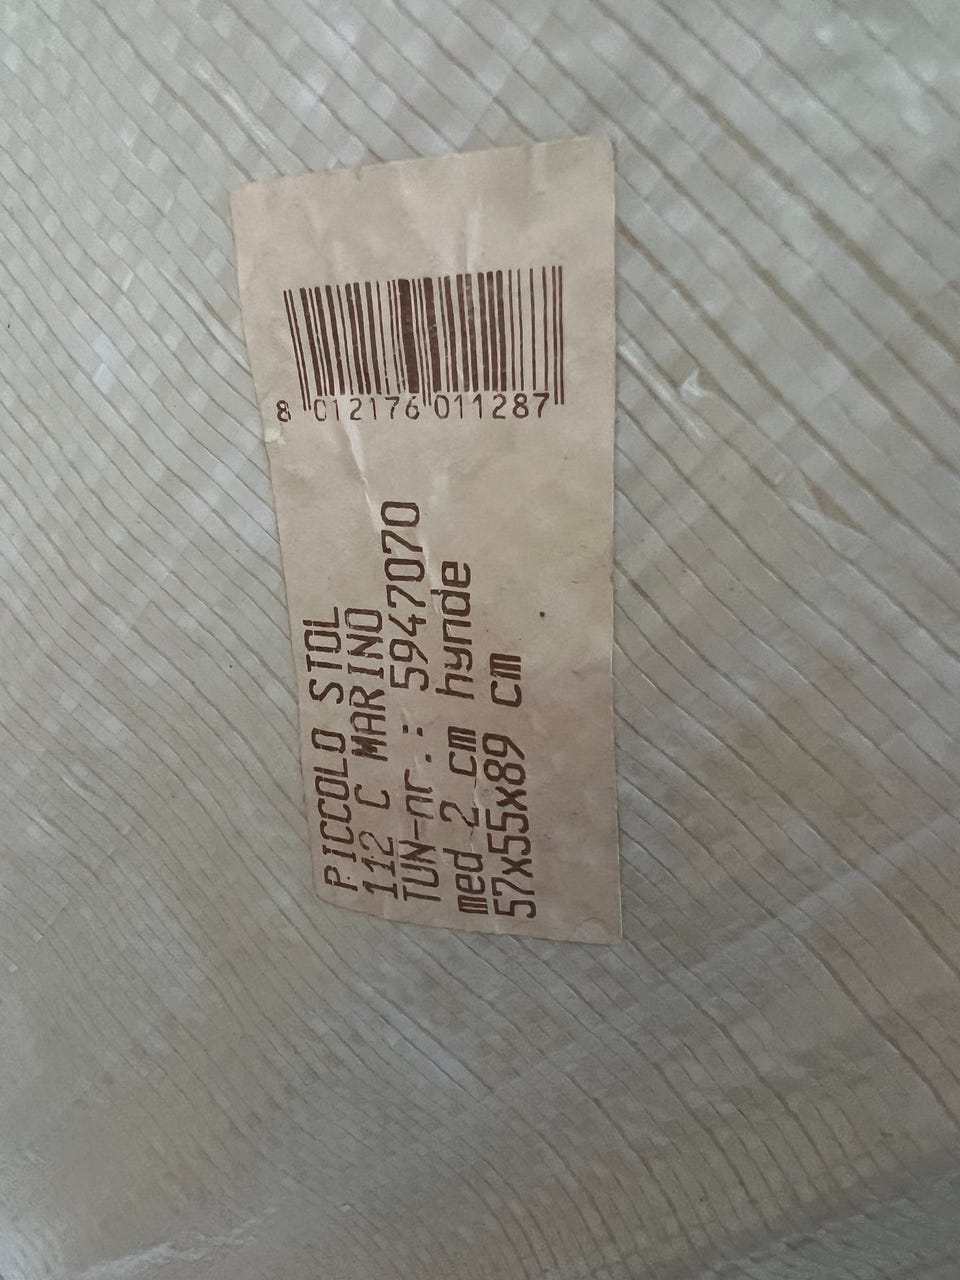 8 012176 011287
PICCOLO STOL
112 C MARINO
TUN-nr.: 5947070
med 2 cm hynde
57x55x89 cm